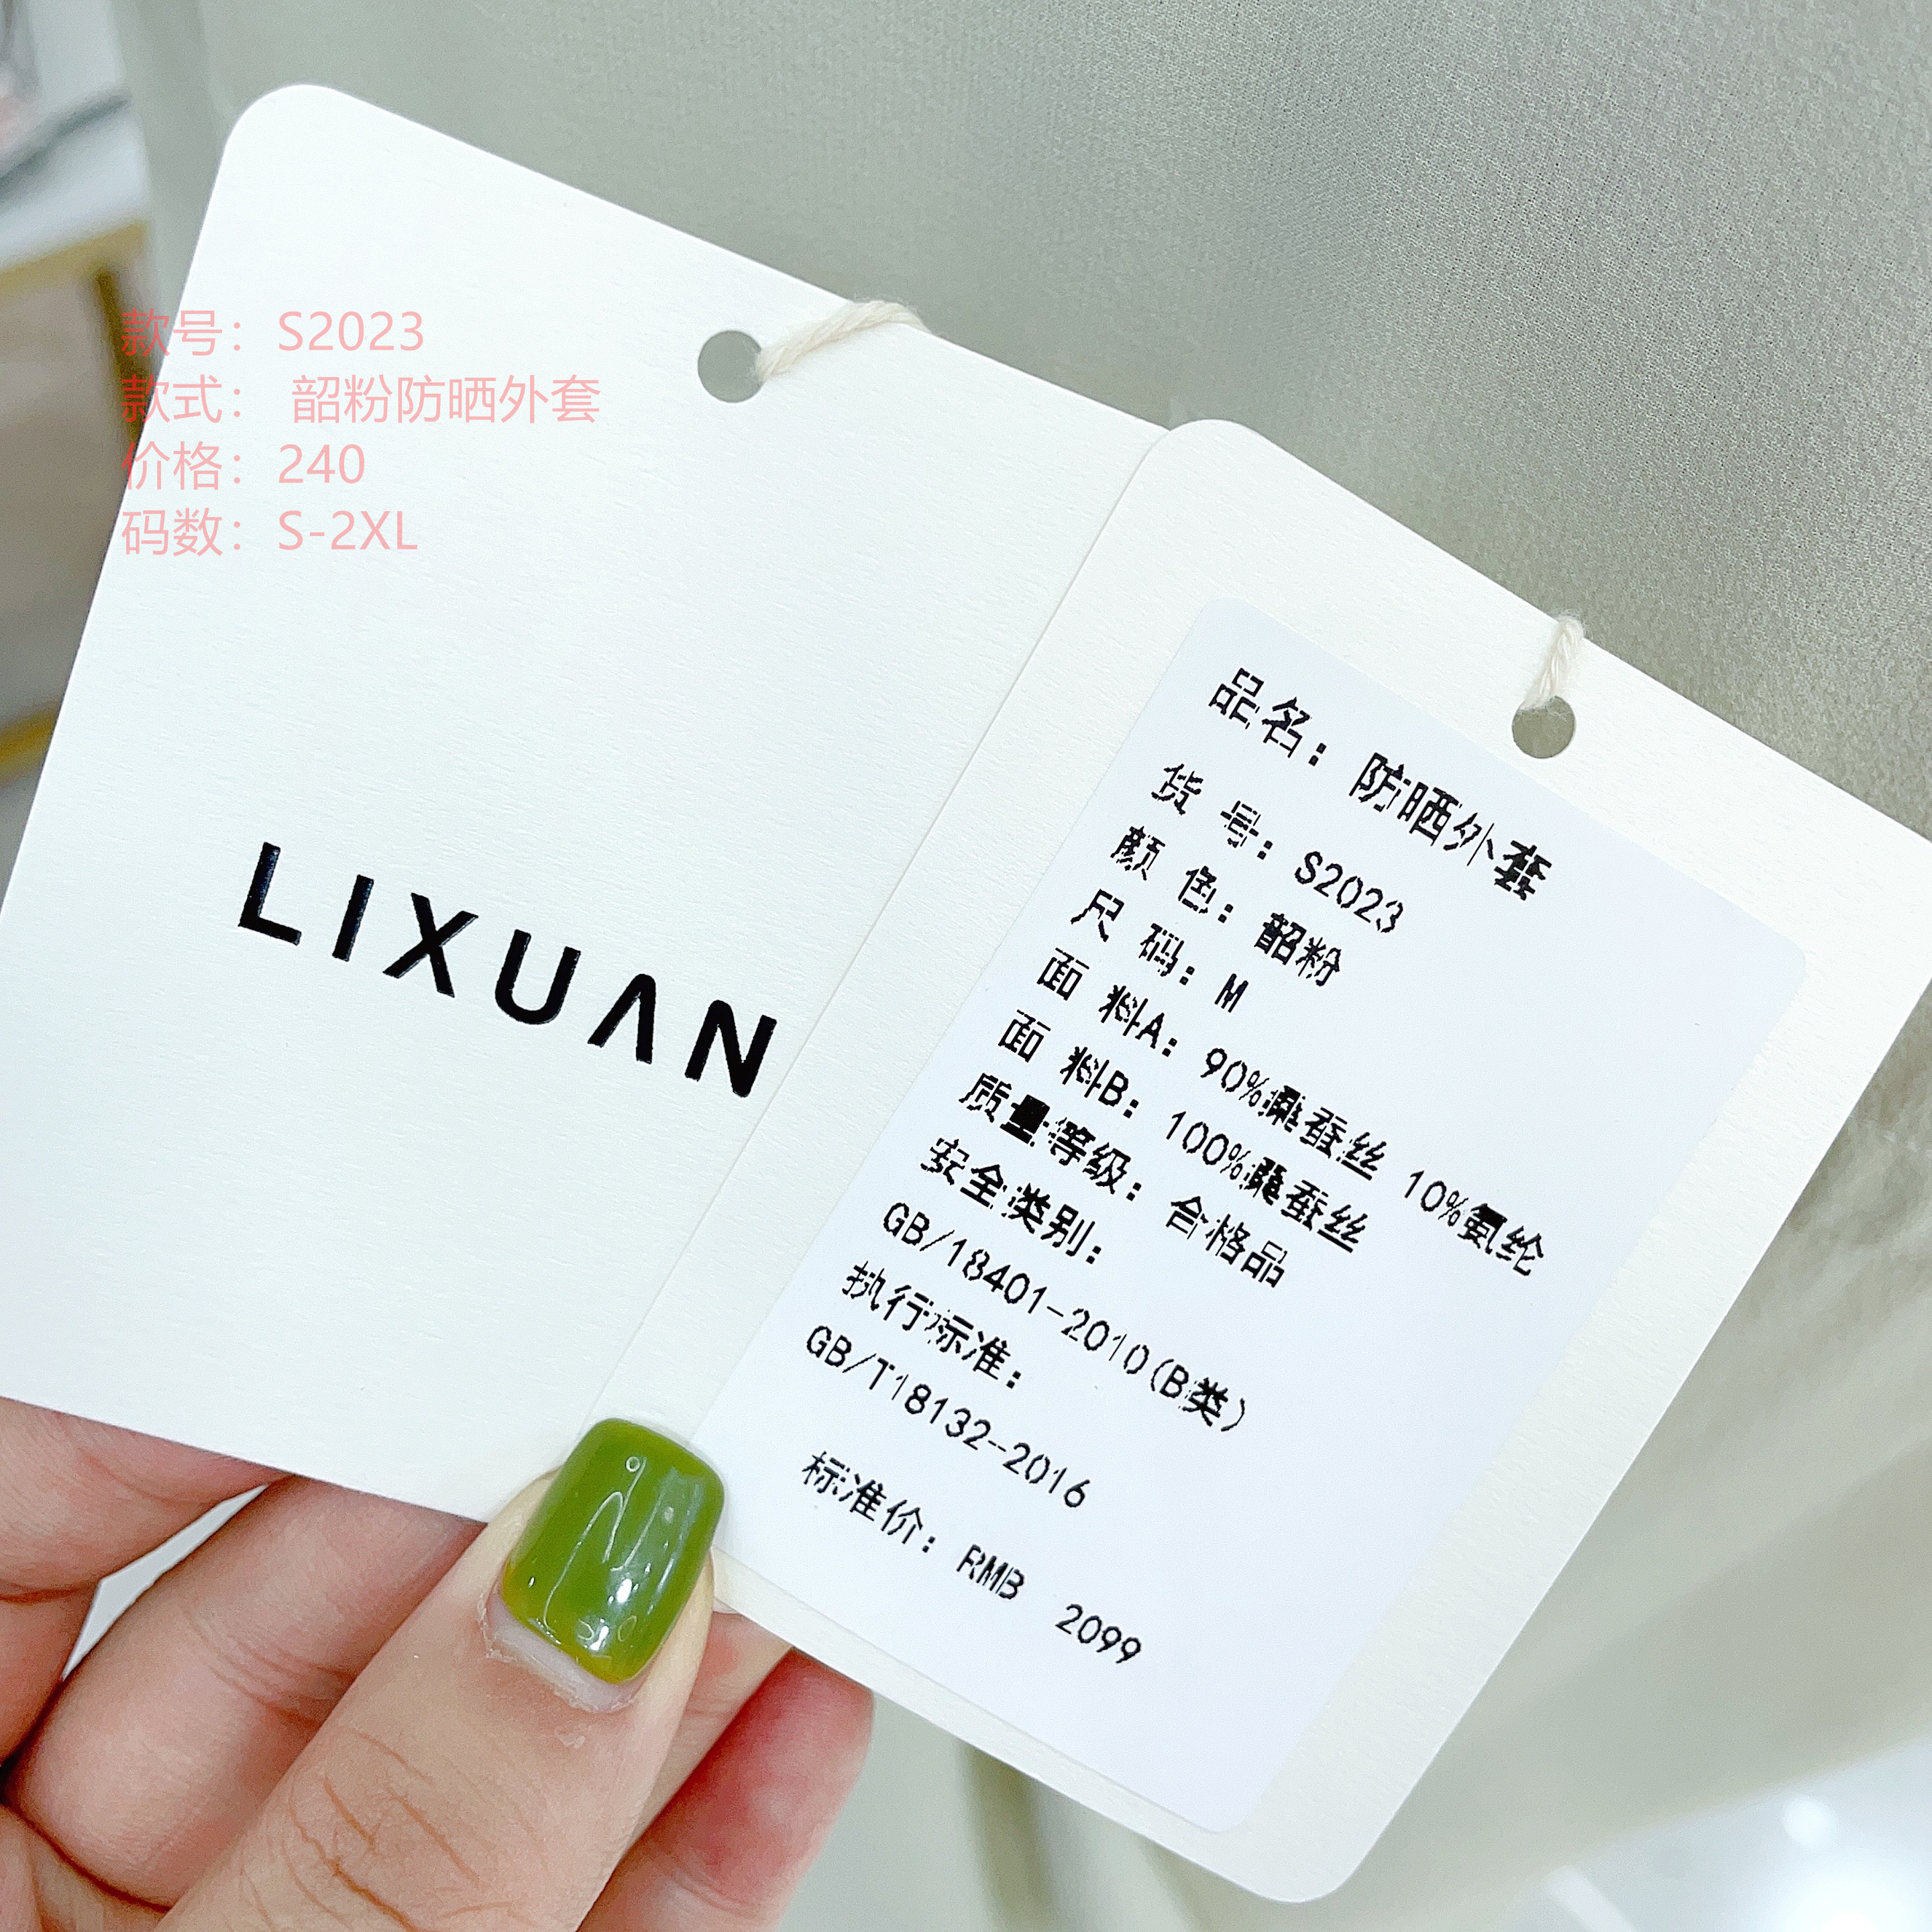 款号：S2023
款式： 韶粉防晒外套
价格：240
码数：S-2XL
LIXUAN
品名：防晒外套
货 号：S2023
颜 色：韶粉
尺 码：M
面 料A：90%桑蚕丝 10%氨纶
面 料B：100%桑蚕丝
质量等级：合格品
安全类别：
GB/18401-2010(B类)
执行标准：
GB/T18132-2016
标准价：RMB 2099